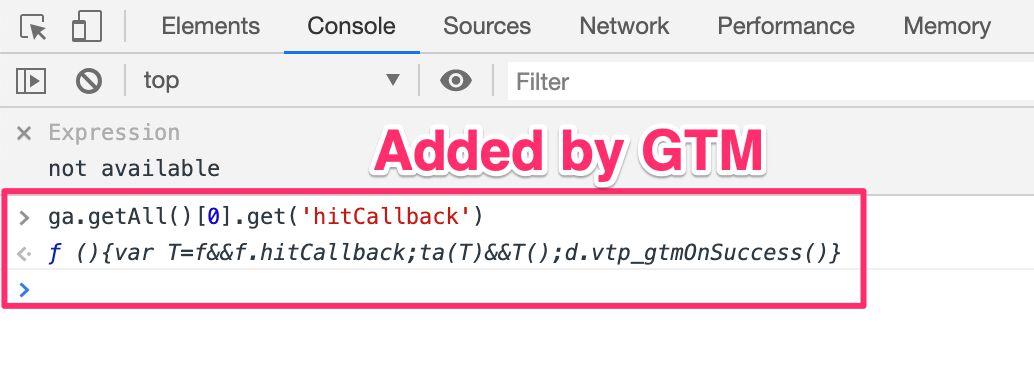 Elements Console Sources Network Performance Memory
top ▼ Filter
× Expression
not available
Added by GTM
> ga.getAll()[0].get('hitCallback')
<· ƒ (){var T=f&&f.hitCallback;ta(T)&&T();d.vtp_gtmOnSuccess()}
>